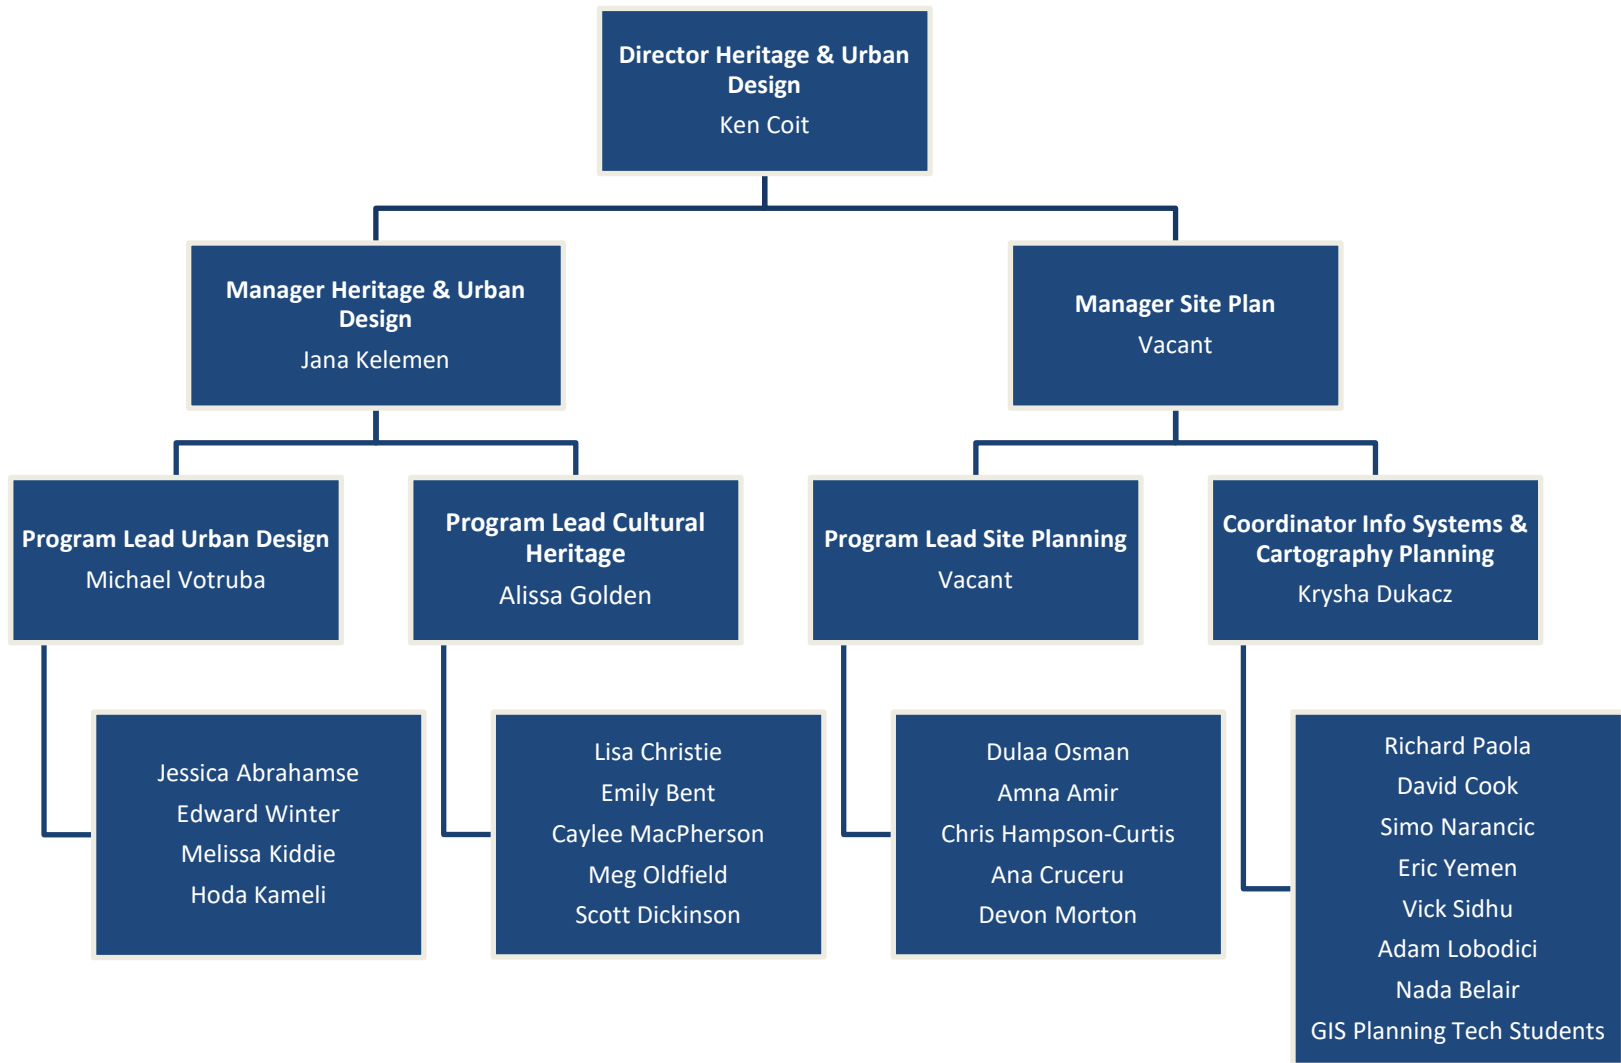 Director Heritage & Urban
Design
Ken Coit
Manager Heritage & Urban
Design
Jana Kelemen
Manager Site Plan
Vacant
Program Lead Urban Design
Michael Votruba
Program Lead Cultural
Heritage
Alissa Golden
Program Lead Site Planning
Vacant
Coordinator Info Systems &
Cartography Planning
Krysha Dukacz
Jessica Abrahamse
Edward Winter
Melissa Kiddie
Hoda Kameli
Lisa Christie
Emily Bent
Caylee MacPherson
Meg Oldfield
Scott Dickinson
Dulaa Osman
Amna Amir
Chris Hampson-Curtis
Ana Cruceru
Devon Morton
Richard Paola
David Cook
Simo Narancic
Eric Yemen
Vick Sidhu
Adam Lobodici
Nada Belair
GIS Planning Tech Students